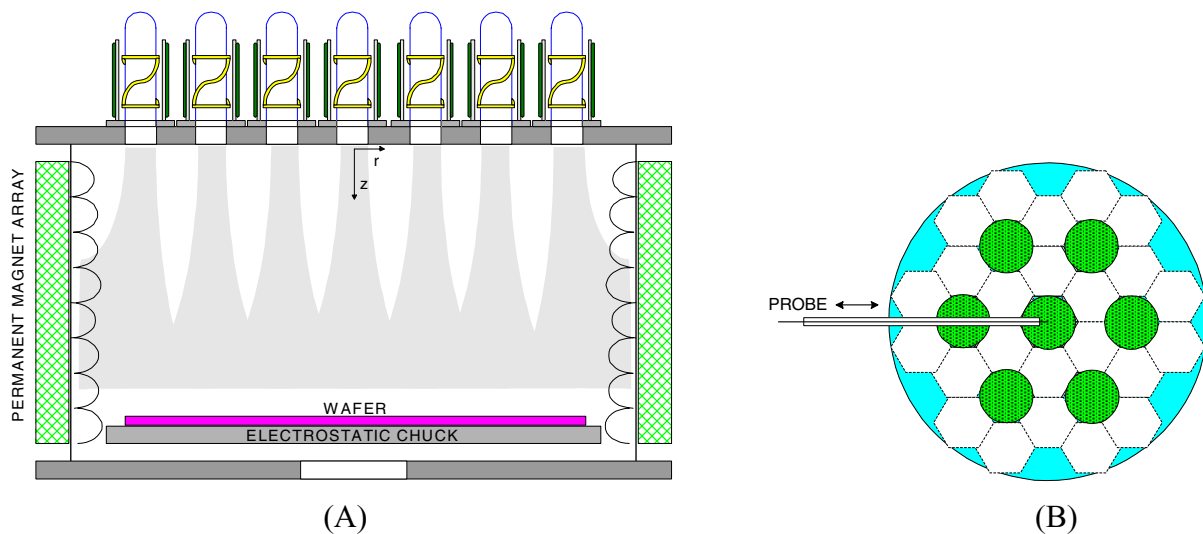 r
z
PERMANENT MAGNET ARRAY
WAFER
ELECTROSTATIC CHUCK
PROBE
(A)
(B)